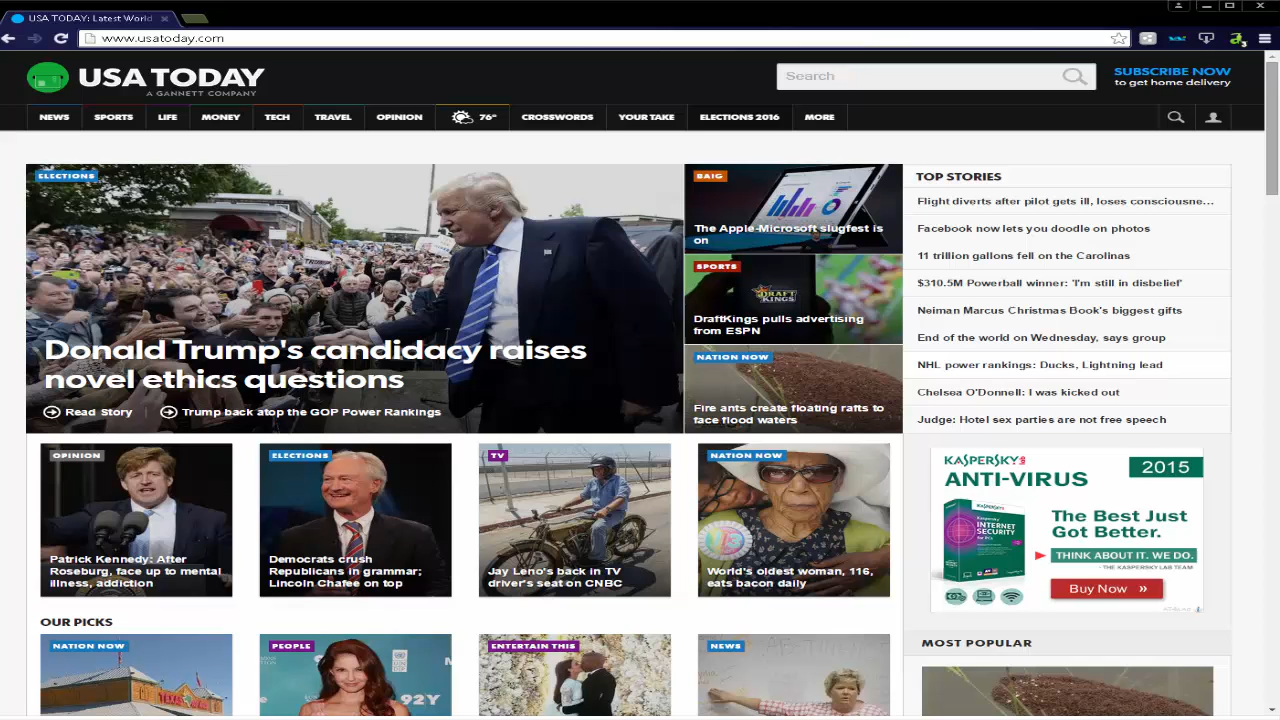 USA TODAY: Latest World
www.usatoday.com
USA TODAY
A GANNETT COMPANY
Search
SUBSCRIBE NOW
to get home delivery
NEWS SPORTS LIFE MONEY TECH TRAVEL OPINION 76° CROSSWORDS YOUR TAKE ELECTIONS 2016 MORE
ELECTIONS
Donald Trump's candidacy raises
novel ethics questions
Read Story
Trump back atop the GOP Power Rankings
BAIG
The Apple-Microsoft slugfest is
on
SPORTS
DRAFT
KINGS
DraftKings pulls advertising
from ESPN
NATION NOW
Fire ants create floating rafts to
face flood waters
TOP STORIES
Flight diverts after pilot gets ill, loses consciousne...
Facebook now lets you doodle on photos
11 trillion gallons fell on the Carolinas
$310.5M Powerball winner: 'I'm still in disbelief'
Neiman Marcus Christmas Book's biggest gifts
End of the world on Wednesday, says group
NHL power rankings: Ducks, Lightning lead
Chelsea O'Donnell: I was kicked out
Judge: Hotel sex parties are not free speech
OPINION
Patrick Kennedy: After
Roseburg, face up to mental
illness, addiction
ELECTIONS
Democrats crush
Republicans in grammar;
Lincoln Chafee on top
TV
Jay Leno's back in TV
driver's seat on CNBC
NATION NOW
World's oldest woman, 116,
eats bacon daily
KASPERSKY
ANTI-VIRUS
2015
KASPERSKY
INTERNET
SECURITY
The Best Just
Got Better.
THINK ABOUT IT. WE DO.
- THE KASPERSKY LAB TEAM
Buy Now »
OUR PICKS
NATION NOW
PEOPLE
92Y
ENTERTAIN THIS
NEWS
MOST POPULAR